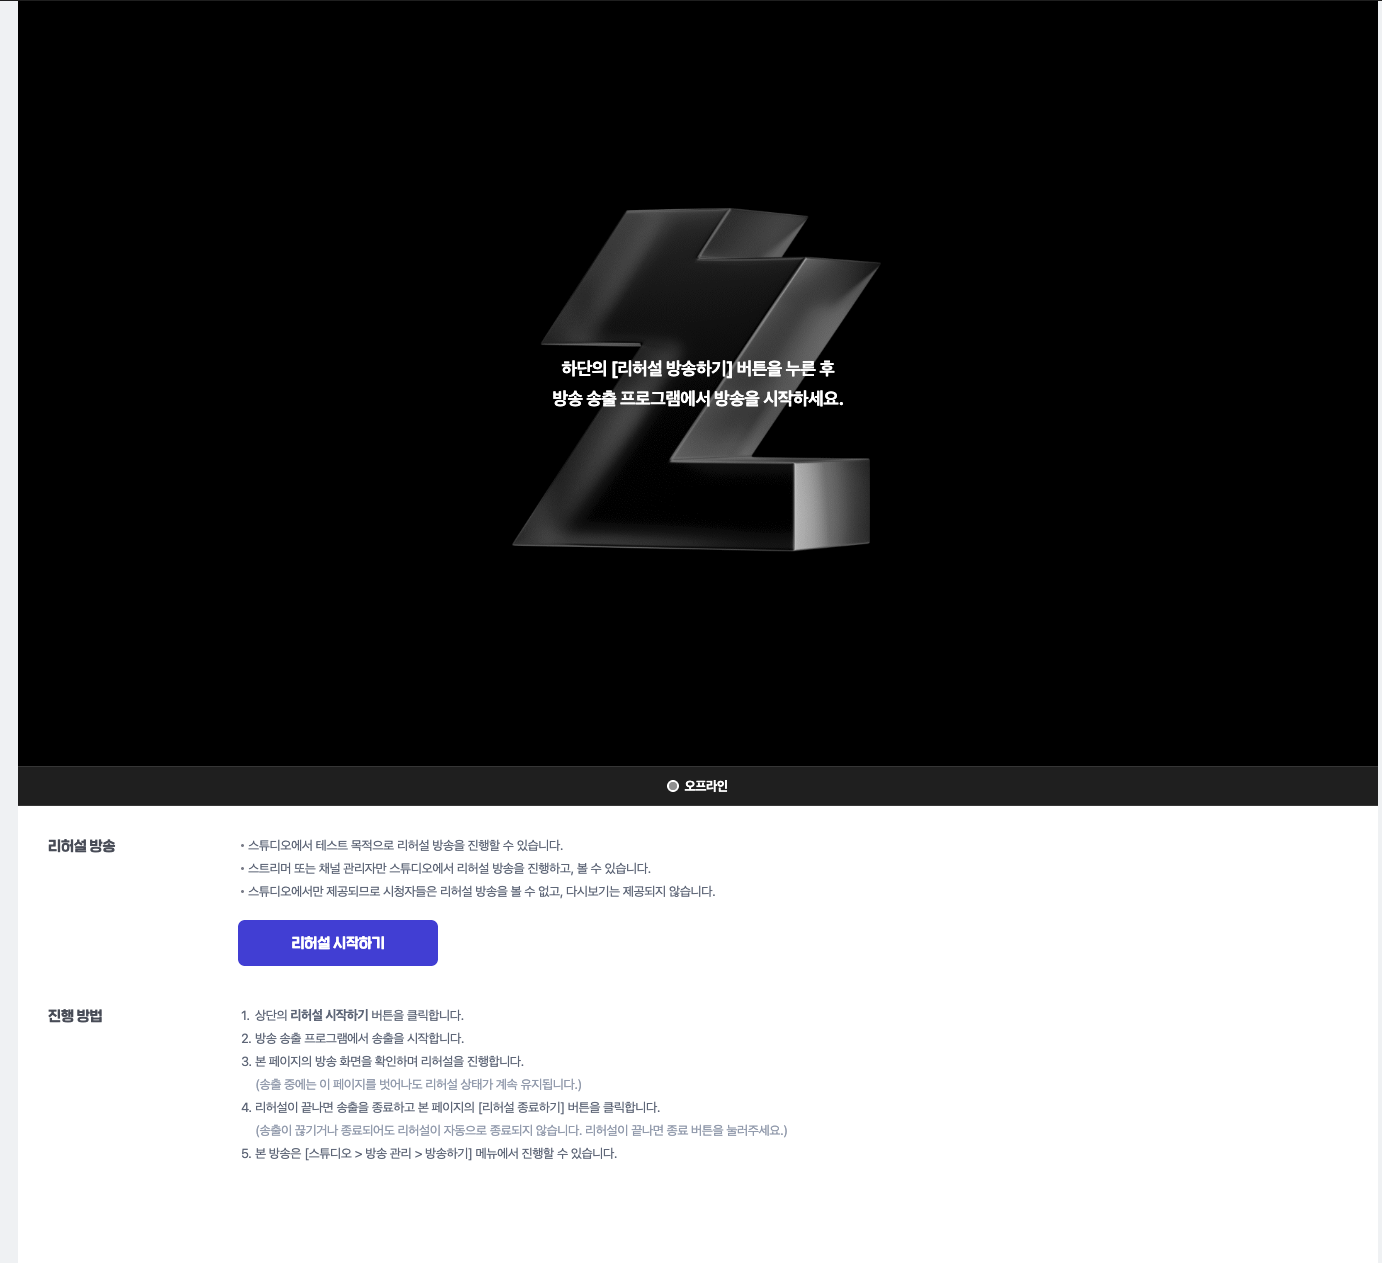 하단의 [리허설 방송하기] 버튼을 누른 후
방송 송출 프로그램에서 방송을 시작하세요.
오프라인
리허설 방송
• 스튜디오에서 테스트 목적으로 리허설 방송을 진행할 수 있습니다.
• 스트리머 또는 채널 관리자만 스튜디오에서 리허설 방송을 진행하고, 볼 수 있습니다.
• 스튜디오에서만 제공되므로 시청자들은 리허설 방송을 볼 수 없고, 다시보기는 제공되지 않습니다.
리허설 시작하기
진행 방법
1. 상단의 리허설 시작하기 버튼을 클릭합니다.
2. 방송 송출 프로그램에서 송출을 시작합니다.
3. 본 페이지의 방송 화면을 확인하며 리허설을 진행합니다.
(송출 중에는 이 페이지를 벗어나도 리허설 상태가 계속 유지됩니다.)
4. 리허설이 끝나면 송출을 종료하고 본 페이지의 [리허설 종료하기] 버튼을 클릭합니다.
(송출이 끊기거나 종료되어도 리허설이 자동으로 종료되지 않습니다. 리허설이 끝나면 종료 버튼을 눌러주세요.)
5. 본 방송은 [스튜디오 > 방송 관리 > 방송하기] 메뉴에서 진행할 수 있습니다.